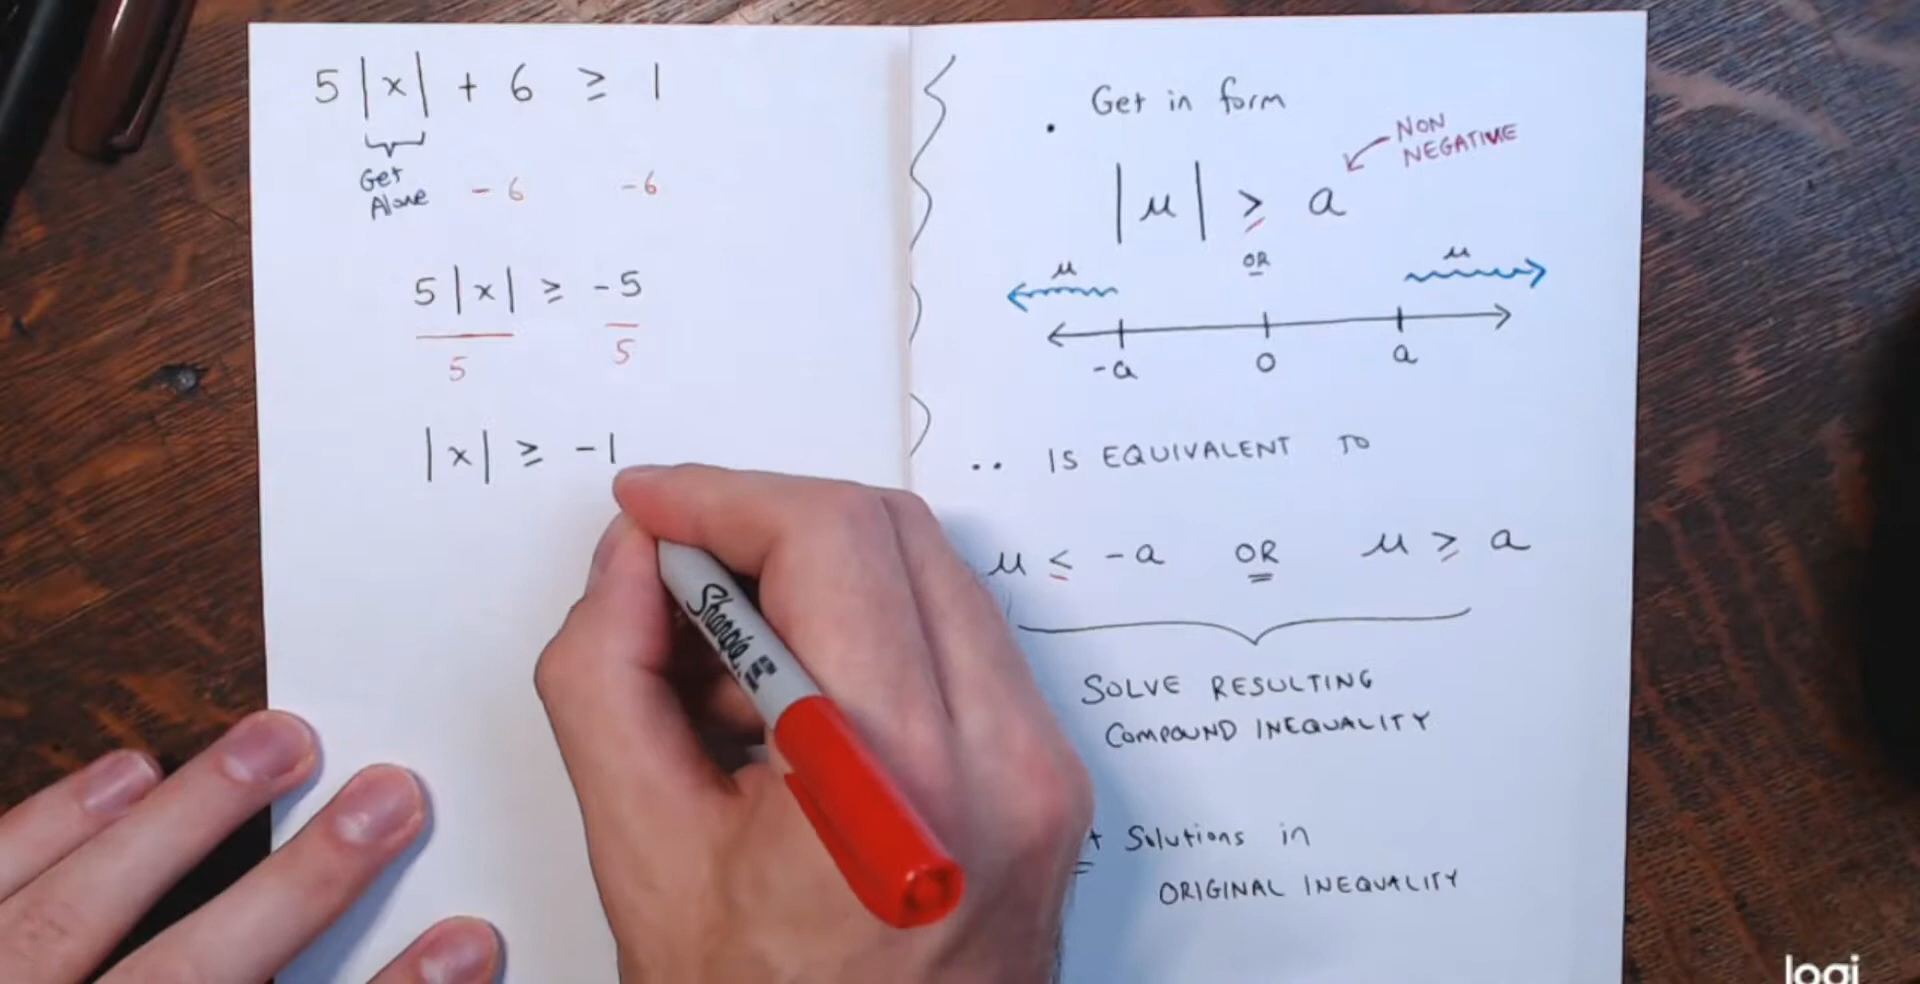 5|x| + 6 ≥ 1
Get
Alone
- 6 -6
5|x| ≥ -5
5 5
|x| ≥ -1
• Get in form
NON
NEGATIVE
|μ| ≥ a
OR
μ μ
-a 0 a
•• IS EQUIVALENT TO
μ ≤ -a OR μ ≥ a
SOLVE RESULTING
COMPOUND INEQUALITY
Solutions in
ORIGINAL INEQUALITY
Sharpie
logi